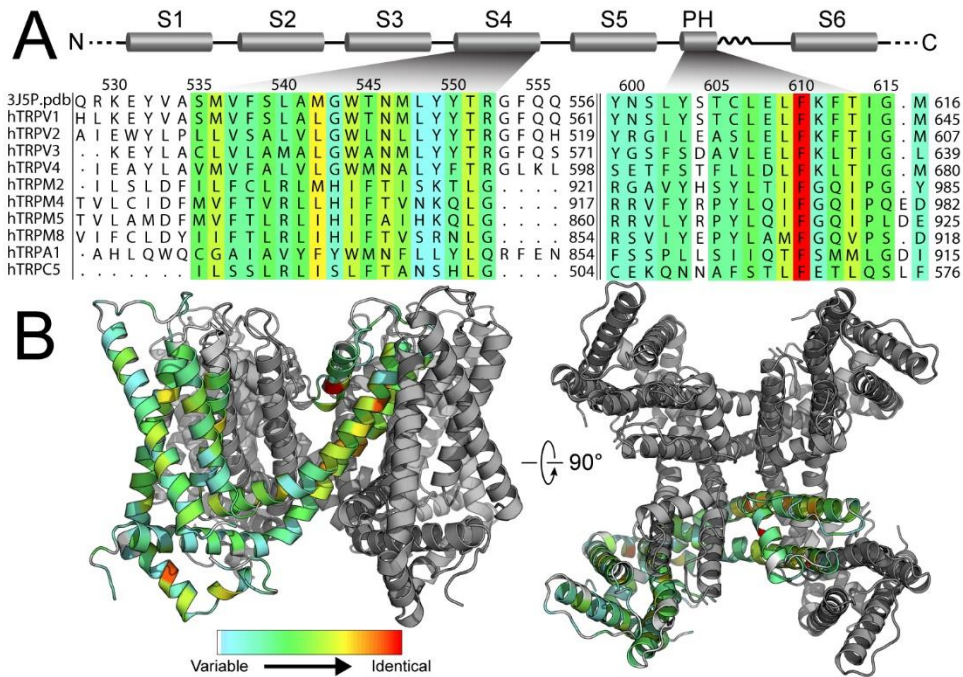 A
S1 S2 S3 S4 S5 PH S6
N C
530 535 540 545 550 555 600 605 610 615
3J5P.pdb Q R K E Y V A S M V F S L A M G W T N M L Y Y T R G F Q Q 556 Y N S L Y S T C L E L F K F T I G . M 616
hTRPV1 H L K E Y V A S M V F S L A L G W T N M L Y Y T R G F Q Q 561 Y N S L Y S T C L E L F K F T I G . M 645
hTRPV2 A I E W Y L P L L V S A L V L G W L N L L Y Y T R G F Q H 519 Y R G I L E A S L E L F K F T I G . M 607
hTRPV3 . . K E Y L A C L V L A M A L G W A N M L Y Y T R G F Q S 571 Y G S F S D A V L E L F K L T I G . L 639
hTRPV4 . I E A Y L A V M V F A L V L G W M N A L Y F T R G L K L 598 S E T F S T F L L D L F K L T I G . M 680
hTRPM2 . I L S L D F I L F C L R L M H I F T I S K T L G . . . . 921 R G A V Y H S Y L T I F G Q I P G . Y 985
hTRPM4 T V L C I D F M V F T V R L L H I F T V N K Q L G . . . . 917 R R V F Y R P Y L Q I F G Q I P Q E D 982
hTRPM5 T V L A M D F M V F T L R L I H I F A I H K Q L G . . . . 860 R R V L Y R P Y L Q I F G Q I P L D E 925
hTRPM8 V I F C L D Y I I F T L R L I H I F T V S R N L G . . . . 854 R S V I Y E P Y L A M F G Q V P S . D 918
hTRPA1 . A H L Q W Q C G A I A V Y F F W M N F L L Y L Q R F E N 854 F S S P L L S I I Q T F S M M L G D I 915
hTRPC5 . . . . . . . I L S S L R L I S L F T A N S H L G . . . . 504 C E K Q N N A F S T L F E T L Q S L F 576
B
90°
Variable Identical